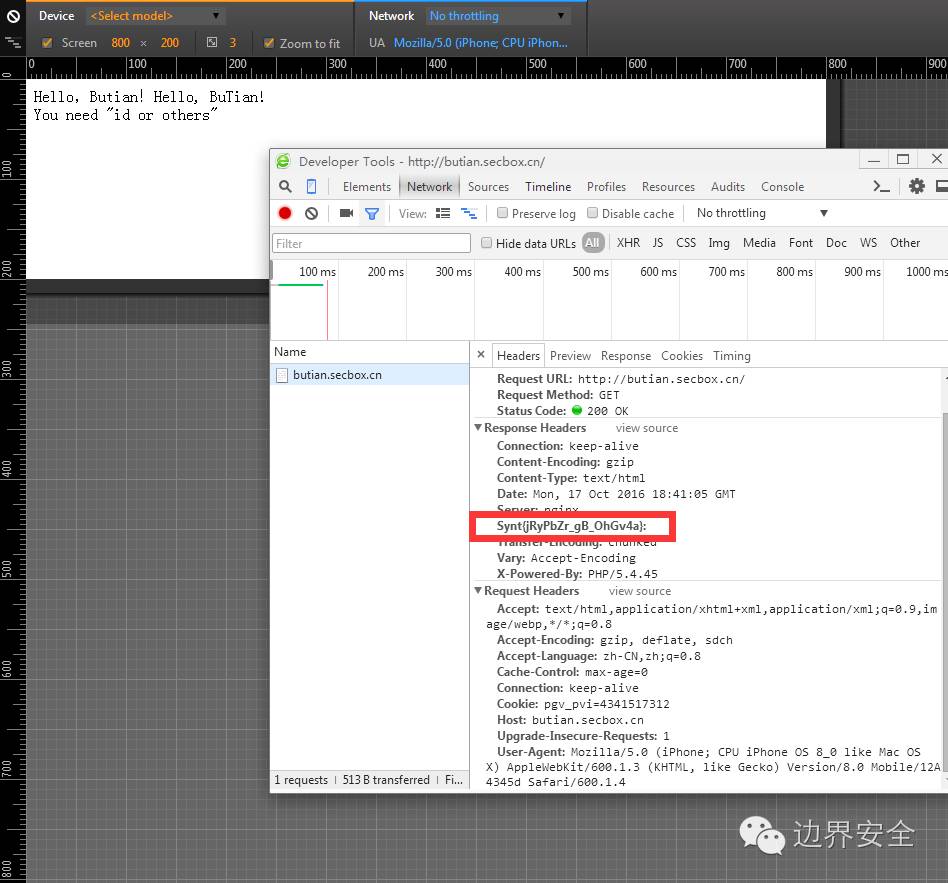 Device <Select model> Network No throttling
Screen 800 × 200 3 Zoom to fit UA Mozilla/5.0 (iPhone; CPU iPhon...
0 100 200 300 400 500 600 700 800 900
0
100
200
300
400
500
600
700
800
Hello, Butian! Hello, BuTian!
You need "id or others"
Developer Tools - http://butian.secbox.cn/
Elements Network Sources Timeline Profiles Resources Audits Console
View: Preserve log Disable cache No throttling
Filter Hide data URLs All XHR JS CSS Img Media Font Doc WS Other
100 ms 200 ms 300 ms 400 ms 500 ms 600 ms 700 ms 800 ms 900 ms 1000 ms
Name
butian.secbox.cn
× Headers Preview Response Cookies Timing
Request URL: http://butian.secbox.cn/
Request Method: GET
Status Code: 200 OK
Response Headers view source
Connection: keep-alive
Content-Encoding: gzip
Content-Type: text/html
Date: Mon, 17 Oct 2016 18:41:05 GMT
Server: nginx
Synt{jRyPbZr_gB_OhGv4a}:
Transfer-Encoding: chunked
Vary: Accept-Encoding
X-Powered-By: PHP/5.4.45
Request Headers view source
Accept: text/html,application/xhtml+xml,application/xml;q=0.9,im
age/webp,*/*;q=0.8
Accept-Encoding: gzip, deflate, sdch
Accept-Language: zh-CN,zh;q=0.8
Cache-Control: max-age=0
Connection: keep-alive
Cookie: pgv_pvi=4341517312
Host: butian.secbox.cn
Upgrade-Insecure-Requests: 1
User-Agent: Mozilla/5.0 (iPhone; CPU iPhone OS 8_0 like Mac OS
X) AppleWebKit/600.1.3 (KHTML, like Gecko) Version/8.0 Mobile/12A
4345d Safari/600.1.4
1 requests | 513 B transferred | Fi...
边界安全